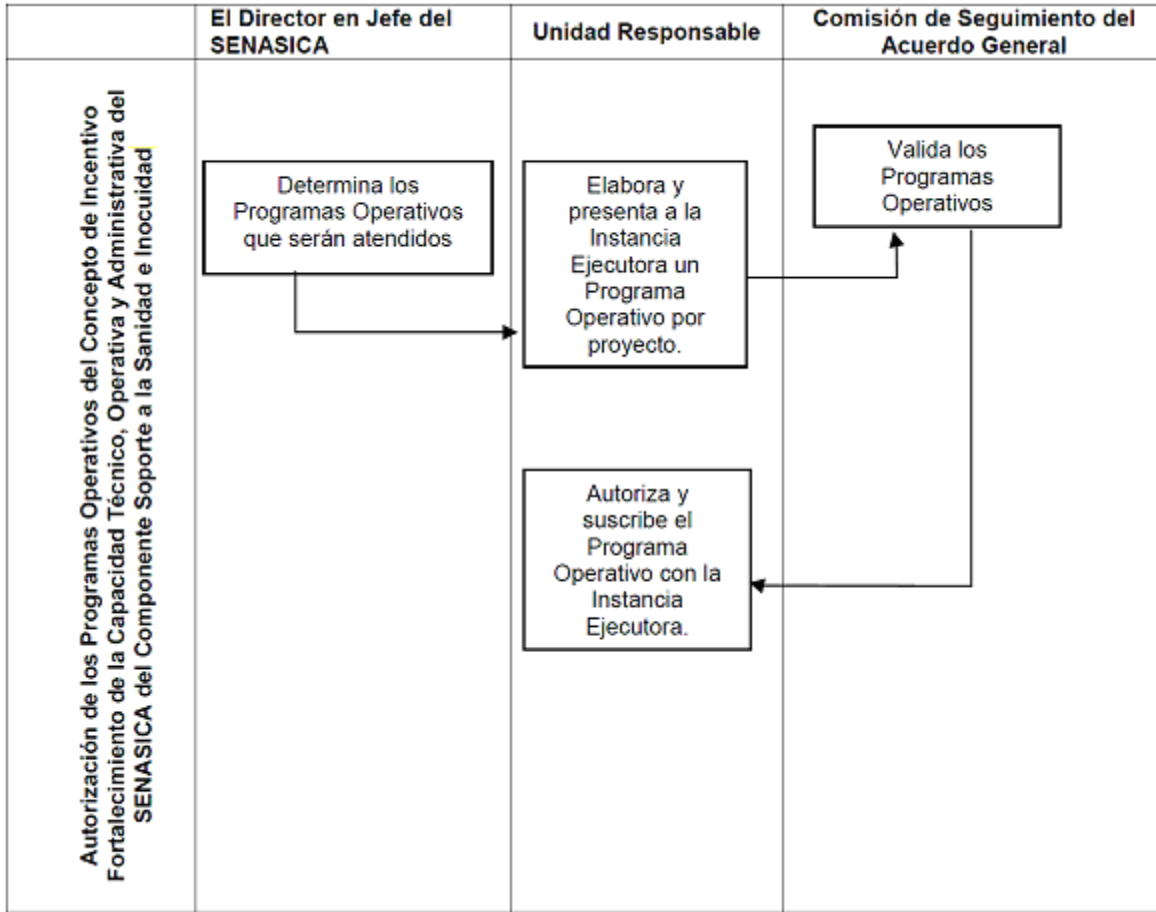 El Director en Jefe del
SENASICA
Unidad Responsable
Comisión de Seguimiento del
Acuerdo General
Autorización de los Programas Operativos del Concepto de Incentivo
Fortalecimiento de la Capacidad Técnico, Operativa y Administrativa del
SENASICA del Componente Soporte a la Sanidad e Inocuidad
Determina los
Programas Operativos
que serán atendidos
Elabora y
presenta a la
Instancia
Ejecutora un
Programa
Operativo por
proyecto.
Valida los
Programas
Operativos
Autoriza y
suscribe el
Programa
Operativo con la
Instancia
Ejecutora.